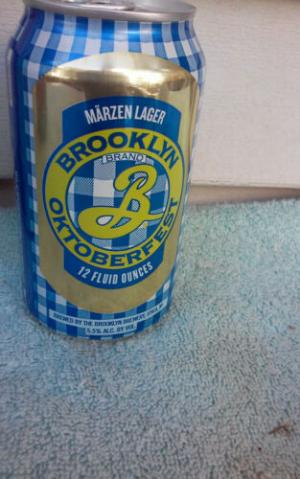 MÄRZEN LAGER
BROOKLYN
BRAND
B
OKTOBERFEST
12 FLUID OUNCES
BREWED BY THE BROOKLYN BREWERY,
5.5% ALC. BY VOL.